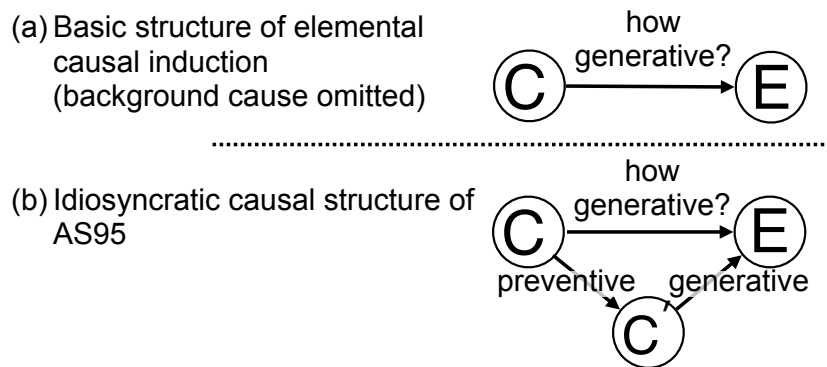 (a) Basic structure of elemental
causal induction
(background cause omitted)
how
generative?
C
E
(b) Idiosyncratic causal structure of
AS95
how
generative?
C
E
preventive
generative
C′